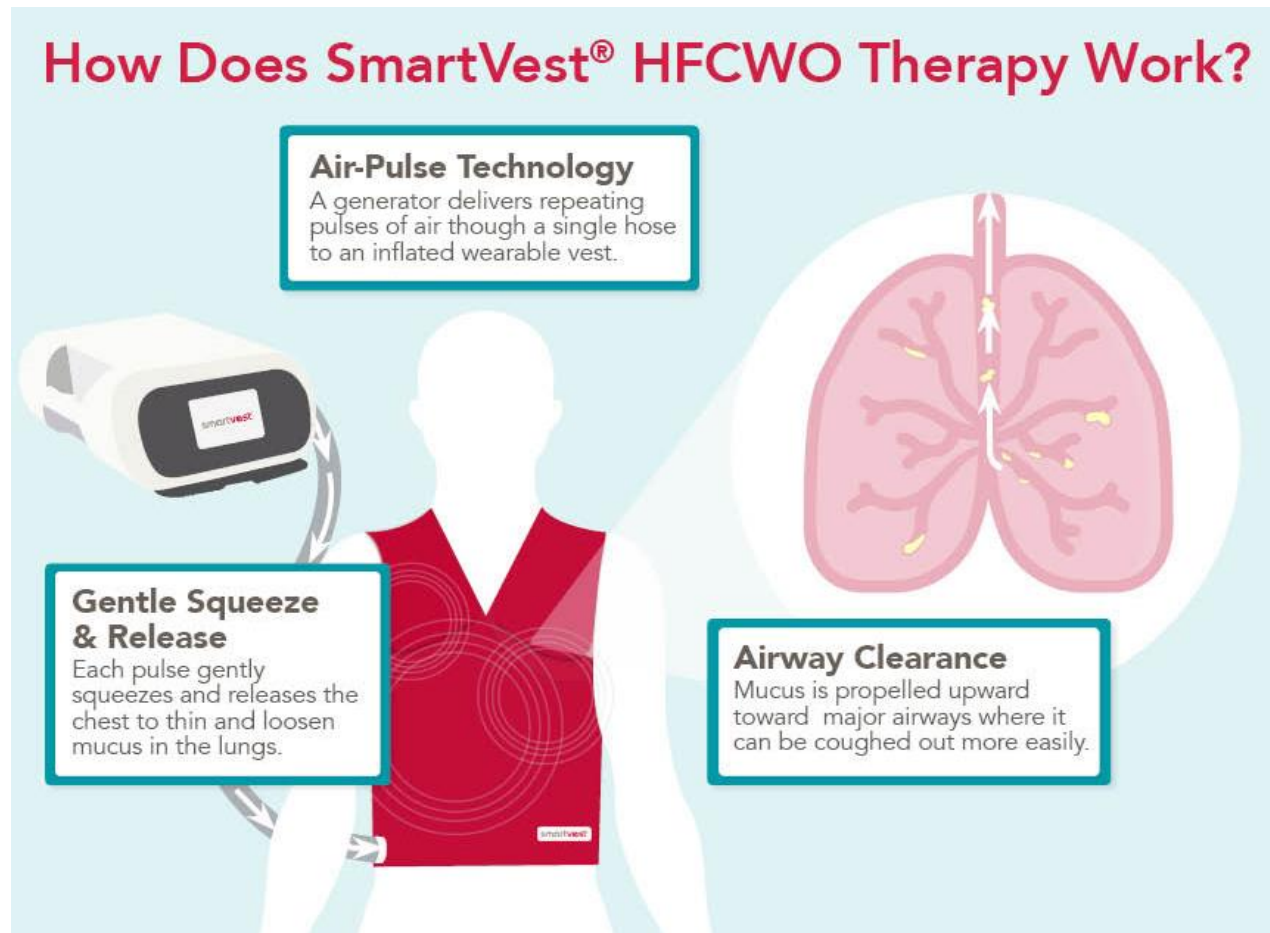 How Does SmartVest® HFCWO Therapy Work?
Air-Pulse Technology
A generator delivers repeating
pulses of air though a single hose
to an inflated wearable vest.
smartvest
Gentle Squeeze
& Release
Each pulse gently
squeezes and releases the
chest to thin and loosen
mucus in the lungs.
Airway Clearance
Mucus is propelled upward
toward major airways where it
can be coughed out more easily.
smartvest